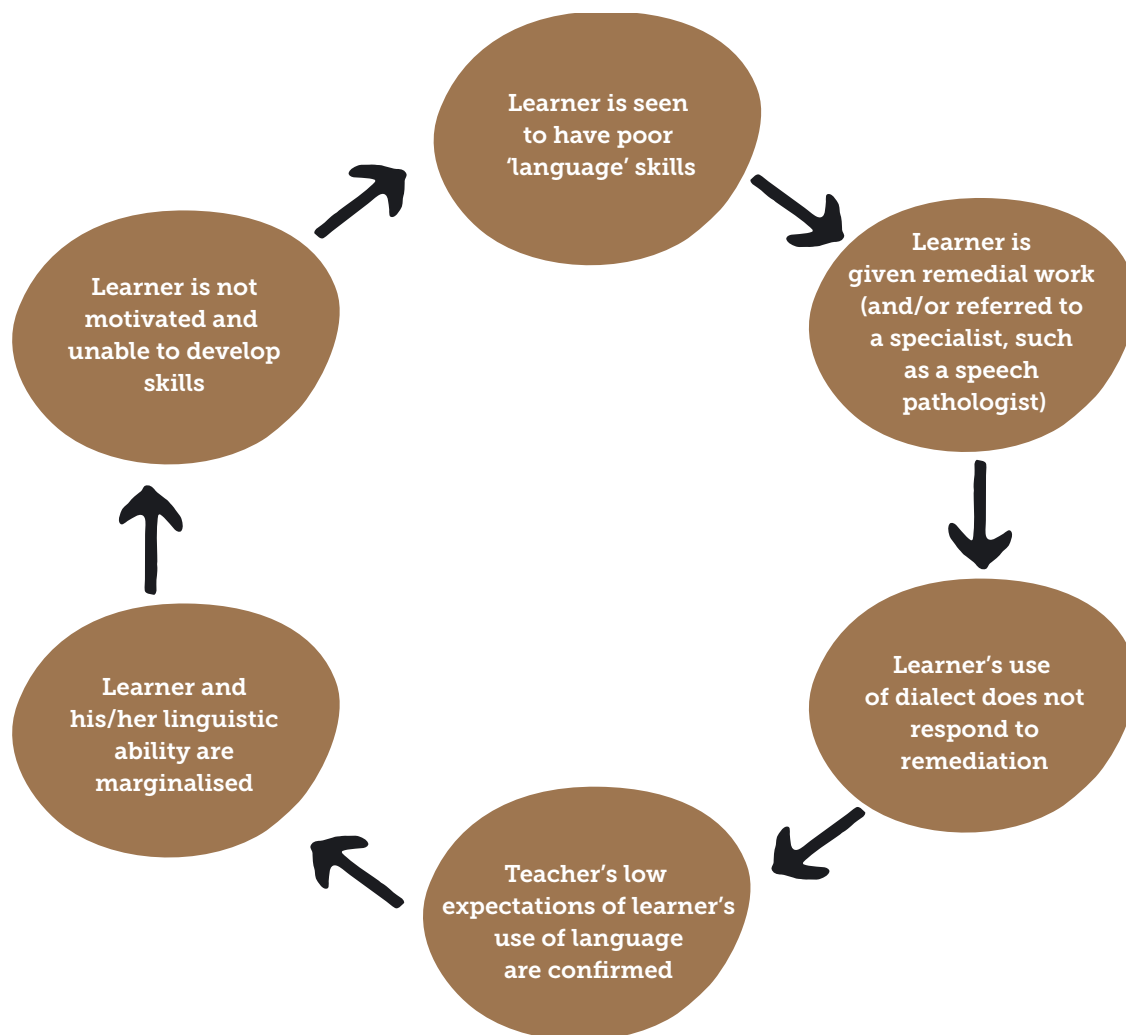 Learner is seen
to have poor
‘language’ skills
Learner is
given remedial work
(and/or referred to
a specialist, such
as a speech
pathologist)
Learner’s use
of dialect does not
respond to
remediation
Teacher’s low
expectations of learner’s
use of language
are confirmed
Learner and
his/her linguistic
ability are
marginalised
Learner is not
motivated and
unable to develop
skills